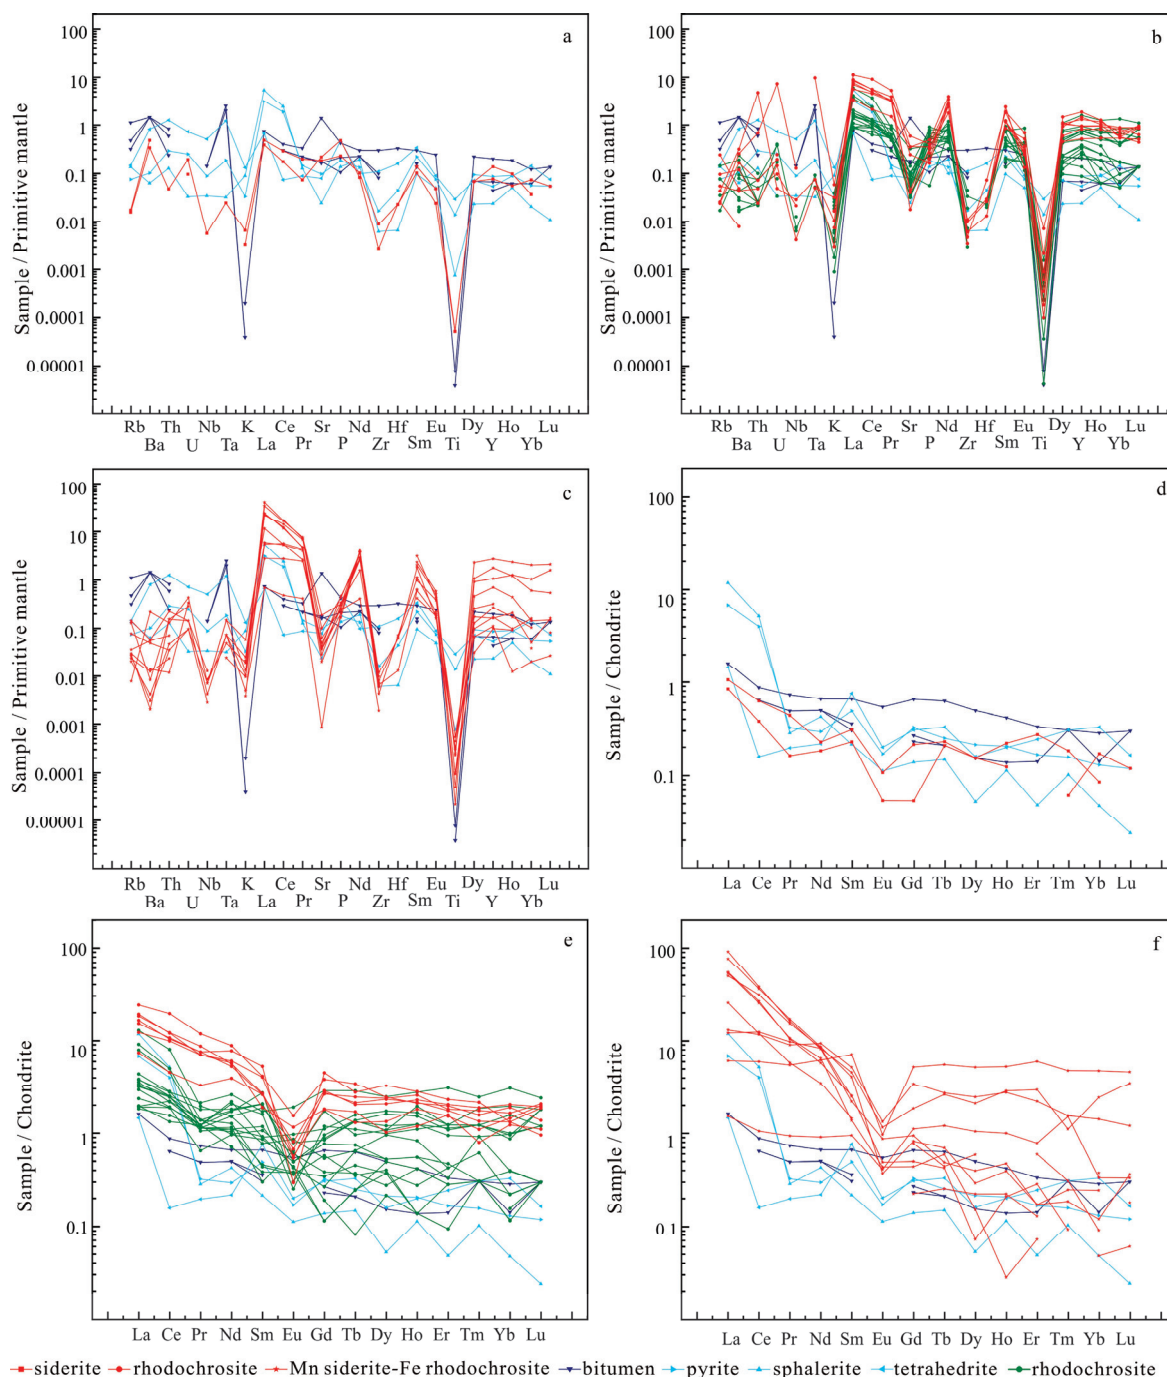 a
100
10
1
0.1
0.01
0.001
0.0001
0.00001
Sample / Primitive mantle
Rb Th Nb K Ce Sr Nd Hf Eu Dy Ho Lu
Ba U Ta La Pr P Zr Sm Ti Y Yb
b
100
10
1
0.1
0.01
0.001
0.0001
0.00001
Sample / Primitive mantle
Rb Th Nb K Ce Sr Nd Hf Eu Dy Ho Lu
Ba U Ta La Pr P Zr Sm Ti Y Yb
c
100
10
1
0.1
0.01
0.001
0.0001
0.00001
Sample / Primitive mantle
Rb Th Nb K Ce Sr Nd Hf Eu Dy Ho Lu
Ba U Ta La Pr P Zr Sm Ti Y Yb
d
100
10
1
0.1
Sample / Chondrite
La Ce Pr Nd Sm Eu Gd Tb Dy Ho Er Tm Yb Lu
e
100
10
1
0.1
Sample / Chondrite
La Ce Pr Nd Sm Eu Gd Tb Dy Ho Er Tm Yb Lu
f
100
10
1
0.1
Sample / Chondrite
La Ce Pr Nd Sm Eu Gd Tb Dy Ho Er Tm Yb Lu
siderite rhodochrosite Mn siderite-Fe rhodochrosite bitumen pyrite sphalerite tetrahedrite rhodochrosite